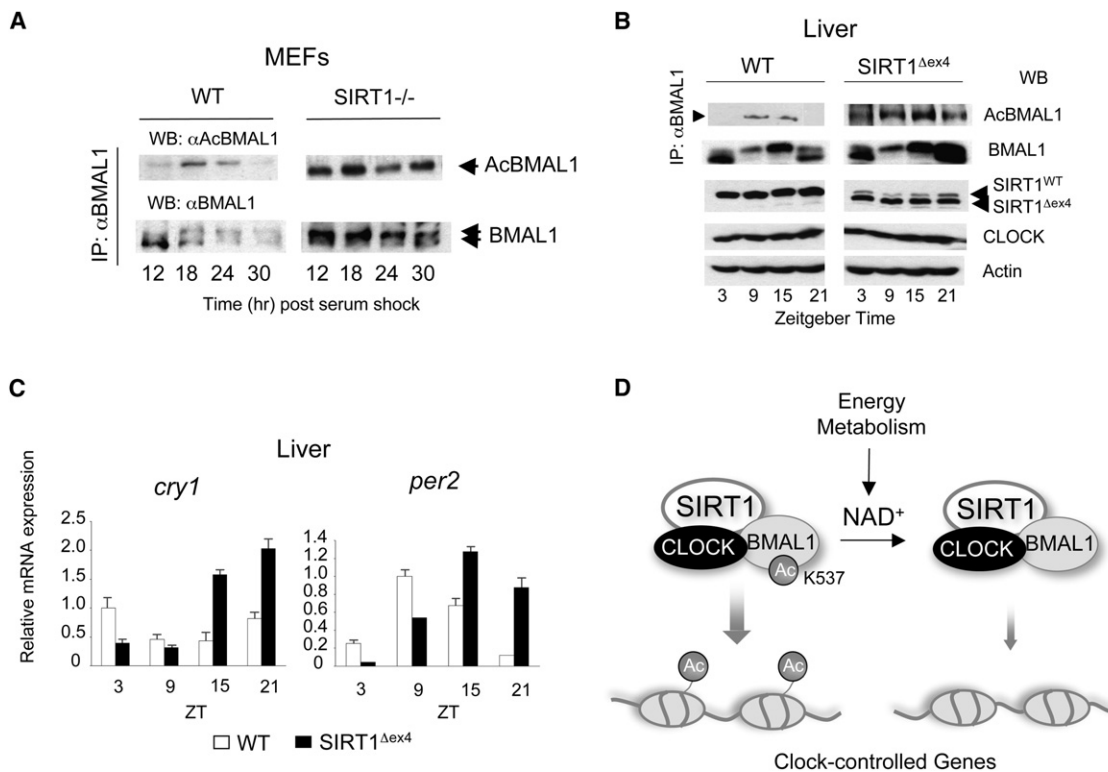 A
MEFs
WT
SIRT1-/-
WB: αAcBMAL1
AcBMAL1
IP: αBMAL1
WB: αBMAL1
BMAL1
12 18 24 30 12 18 24 30
Time (hr) post serum shock
B
Liver
WT
SIRT1Δex4
WB
IP: αBMAL1
AcBMAL1
BMAL1
SIRT1WT
SIRT1Δex4
CLOCK
Actin
3 9 15 21 3 9 15 21
Zeitgeber Time
C
Liver
cry1
per2
Relative mRNA expression
2.5
2.0
1.5
1.0
0.5
0
3 9 15 21
ZT
1.4
1.2
1.0
0.8
0.6
0.4
0.2
0
3 9 15 21
ZT
WT
SIRT1Δex4
D
Energy
Metabolism
SIRT1
CLOCK
BMAL1
Ac
K537
NAD+
SIRT1
CLOCK
BMAL1
Ac
Ac
Clock-controlled Genes